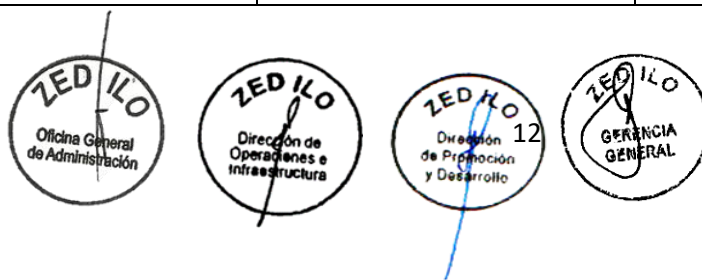 ZED ILO
Oficina General
de Administración
ZED ILO
Dirección de
Operaciones e
Infraestructura
ZED ILO
Dirección
de Promoción
y Desarrollo
12
ZED ILO
GERENCIA
GENERAL